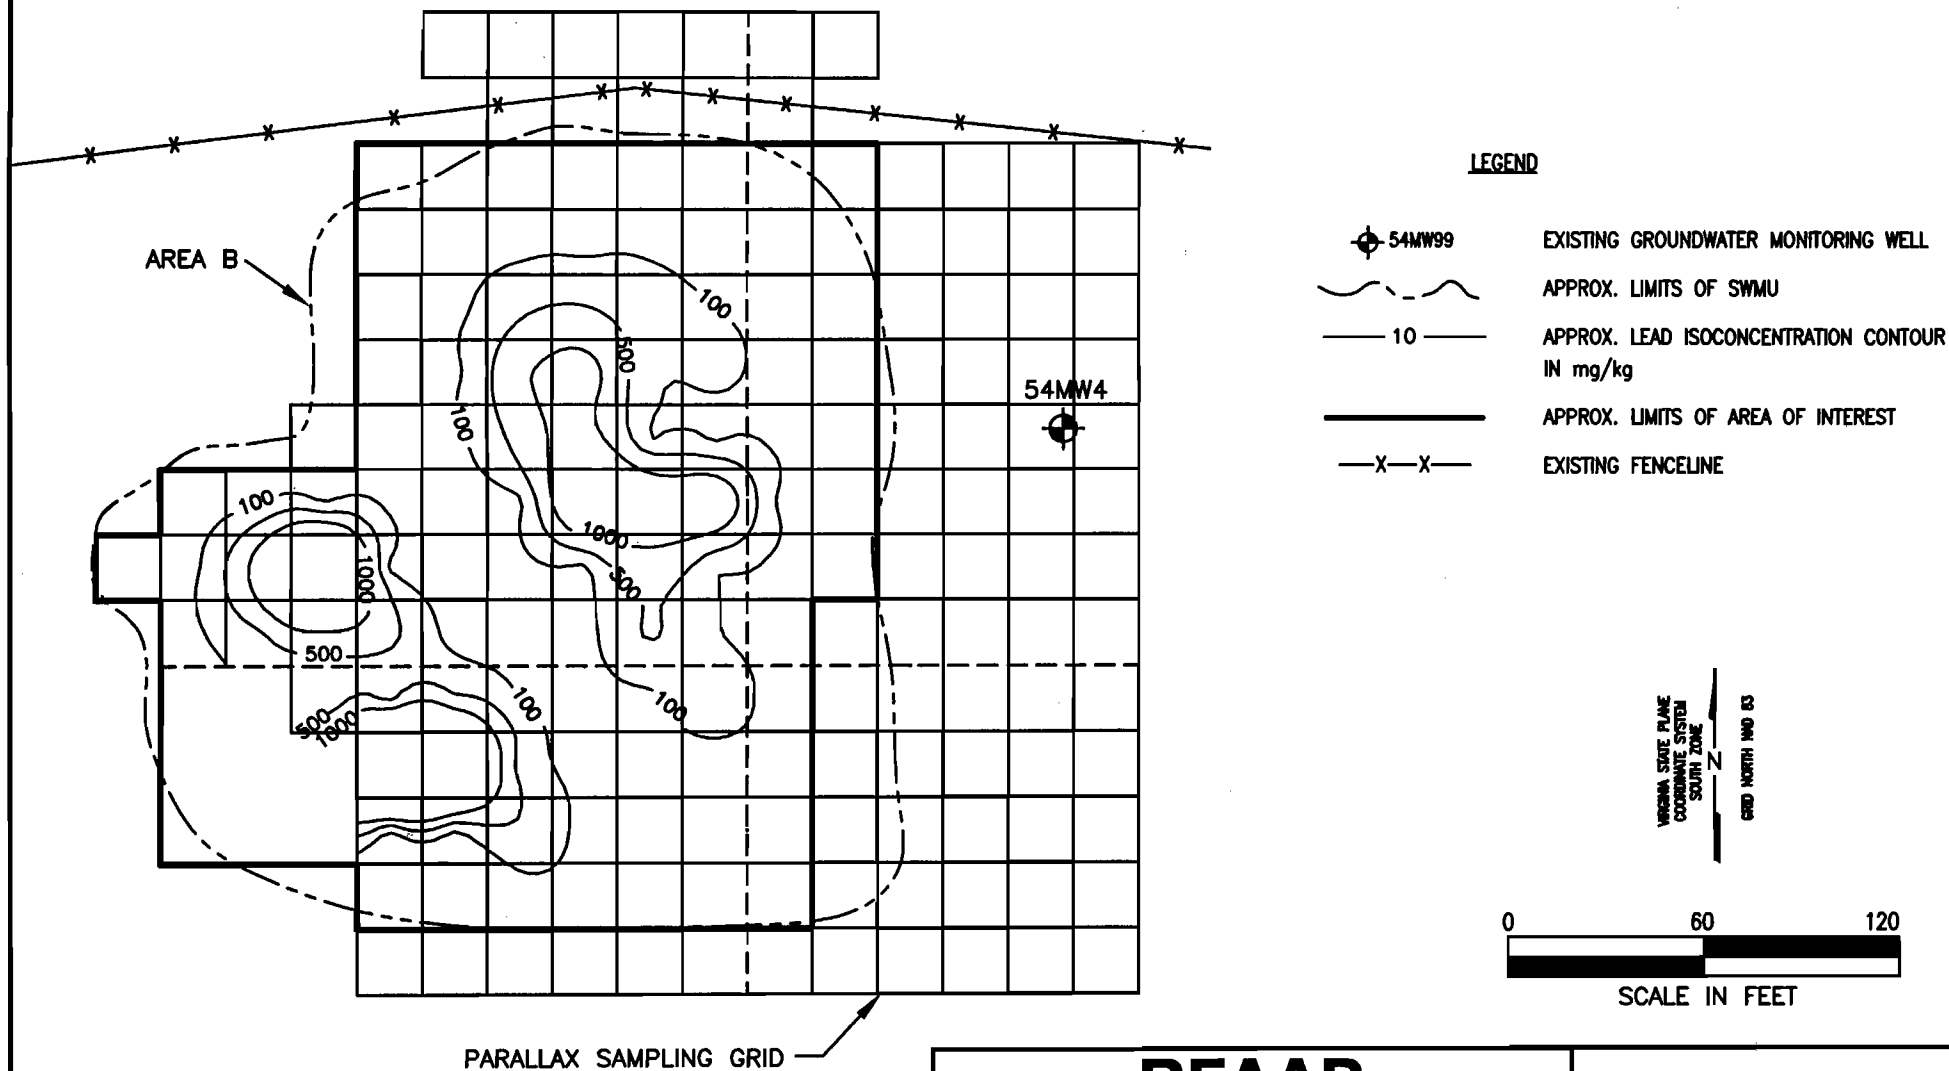 AREA B
100
500
100
54MW4
100
1000
1000
500
500
100
100
500
1000
PARALLAX SAMPLING GRID
LEGEND
54MW99 EXISTING GROUNDWATER MONITORING WELL
APPROX. LIMITS OF SWMU
10 APPROX. LEAD ISOCONCENTRATION CONTOUR
IN mg/kg
APPROX. LIMITS OF AREA OF INTEREST
X X EXISTING FENCELINE
VIRGINIA STATE PLANE
COORDINATE SYSTEM
SOUTH ZONE
N
GRID NORTH NAD 83
0 60 120
SCALE IN FEET